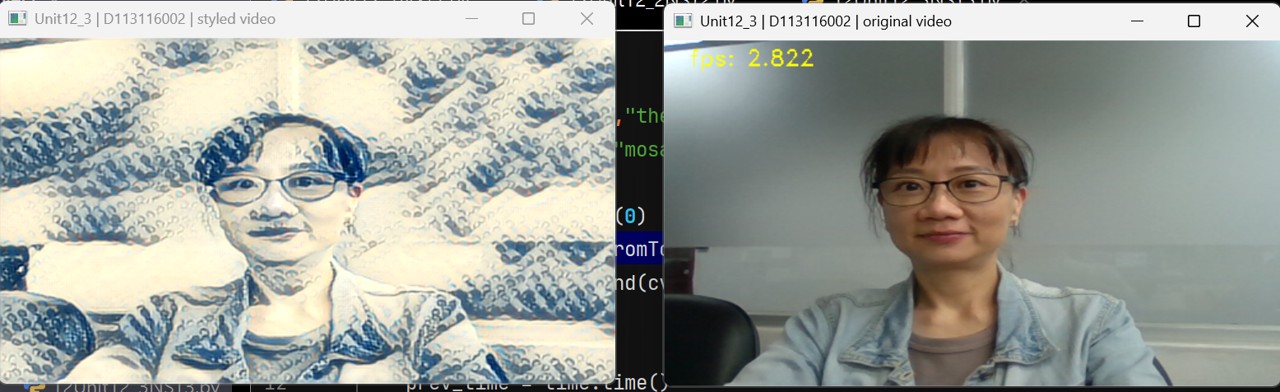 Unit12_3 | D113116002 | styled video
Unit12_3 | D113116002 | original video
fps: 2.822
,"the
"mosa
(0)
romTo
nd(cv
12
prev_time = time.time()